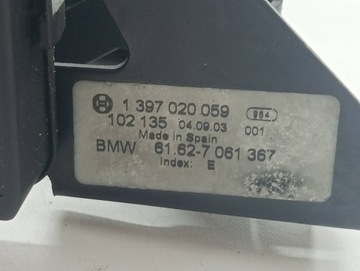 1 397 020 059 984
102 135 04.09.03 001
Made in Spain
BMW 61.62-7 061 367
Index: E